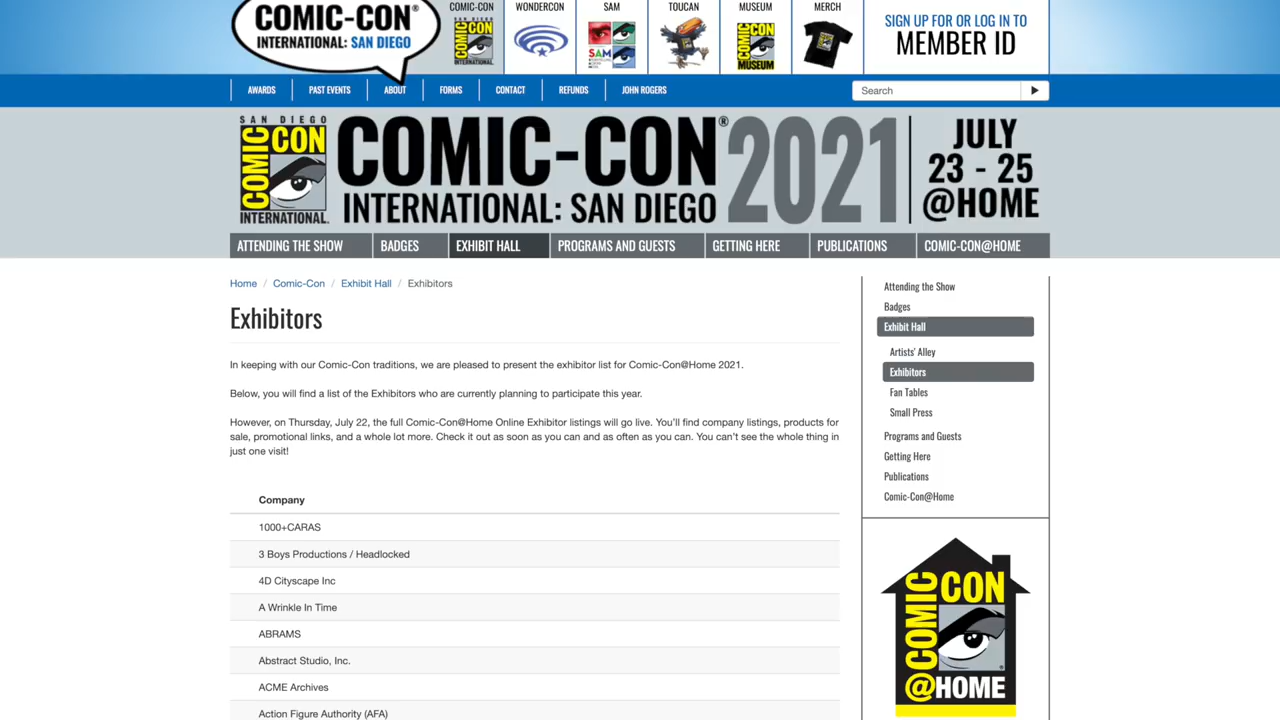 COMIC-CON®
INTERNATIONAL: SAN DIEGO
COMIC-CON
WONDERCON
SAM
TOUCAN
MUSEUM
MERCH
SIGN UP FOR OR LOG IN TO
MEMBER ID
COMIC CON
INTERNATIONAL
SAM
COMIC CON
MUSEUM
AWARDS
PAST EVENTS
ABOUT
FORMS
CONTACT
REFUNDS
JOHN ROGERS
Search
SAN DIEGO
COMIC CON
INTERNATIONAL®
COMIC-CON® 2021
INTERNATIONAL: SAN DIEGO
JULY
23 - 25
@HOME
ATTENDING THE SHOW
BADGES
EXHIBIT HALL
PROGRAMS AND GUESTS
GETTING HERE
PUBLICATIONS
COMIC-CON@HOME
Home / Comic-Con / Exhibit Hall / Exhibitors
Exhibitors
In keeping with our Comic-Con traditions, we are pleased to present the exhibitor list for Comic-Con@Home 2021.
Below, you will find a list of the Exhibitors who are currently planning to participate this year.
However, on Thursday, July 22, the full Comic-Con@Home Online Exhibitor listings will go live. You’ll find company listings, products for
sale, promotional links, and a whole lot more. Check it out as soon as you can and as often as you can. You can’t see the whole thing in
just one visit!
Company
1000+CARAS
3 Boys Productions / Headlocked
4D Cityscape Inc
A Wrinkle In Time
ABRAMS
Abstract Studio, Inc.
ACME Archives
Action Figure Authority (AFA)
Attending the Show
Badges
Exhibit Hall
Artists’ Alley
Exhibitors
Fan Tables
Small Press
Programs and Guests
Getting Here
Publications
Comic-Con@Home
@COMIC CON
@HOME